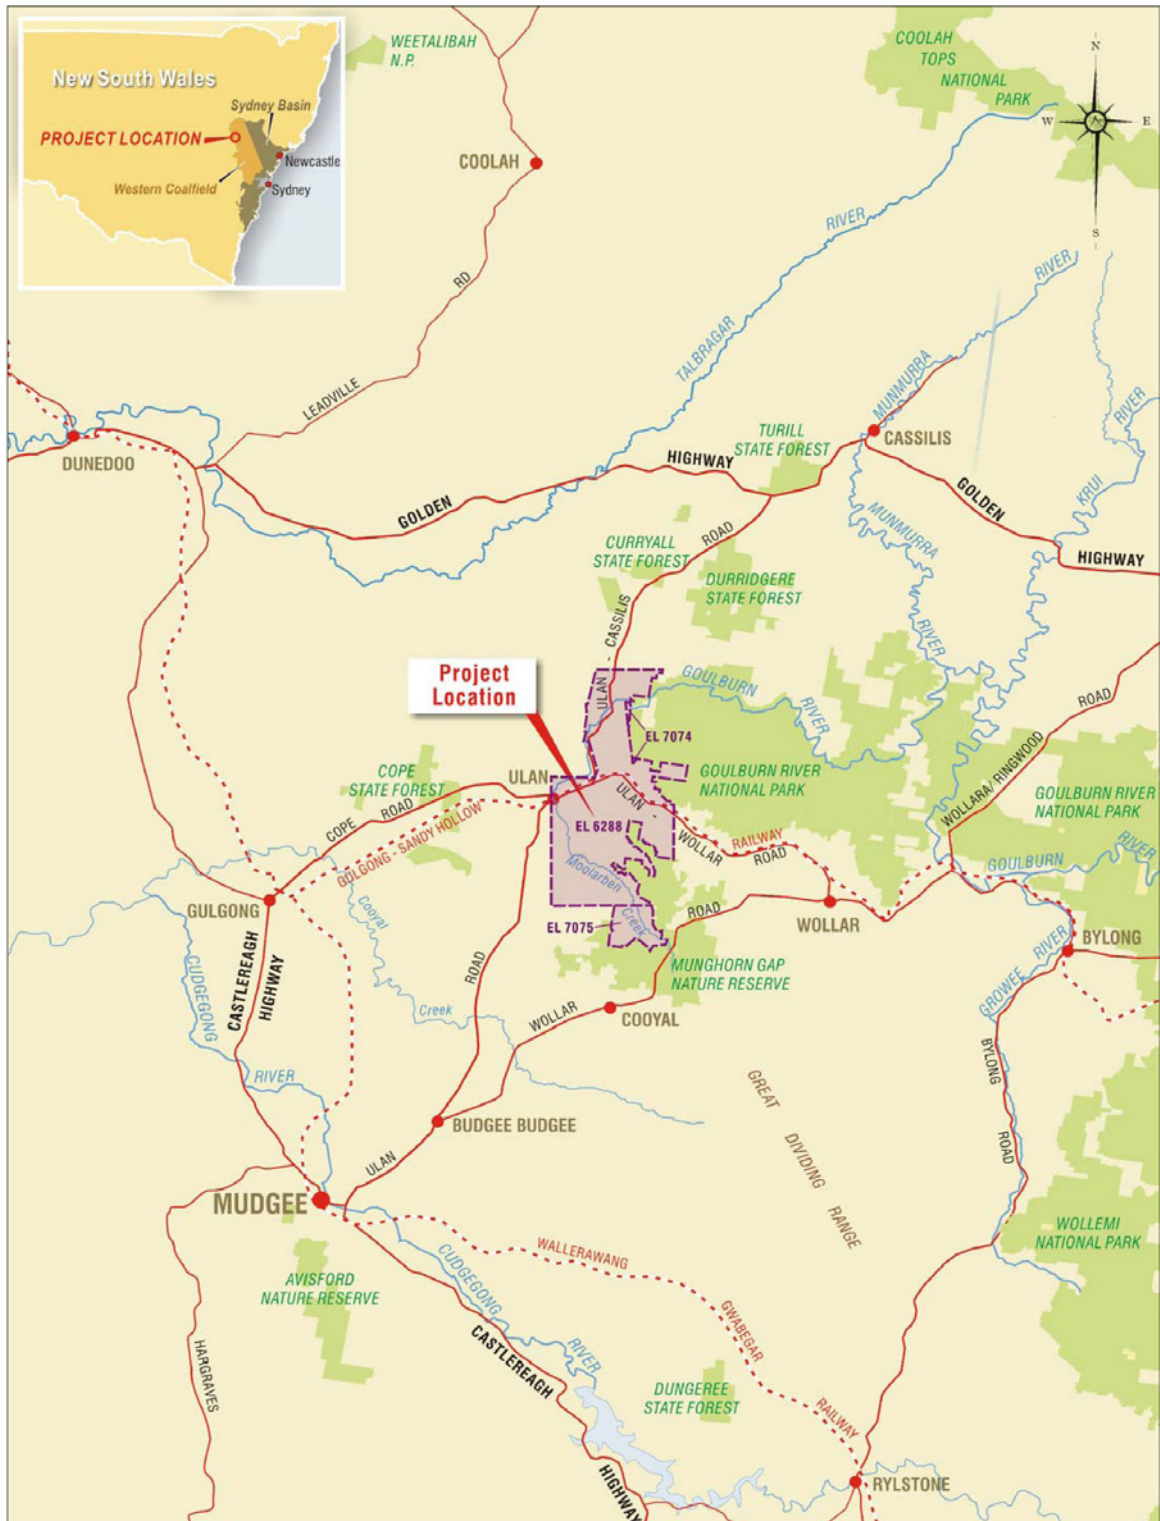 New South Wales
Sydney Basin
PROJECT LOCATION
Newcastle
Western Coalfield
Sydney
WEETALIBAH
N.P.
COOLAH
TOPS
NATIONAL
PARK
N
W
E
S
COOLAH
RIVER
RD
RIVER
TALBRAGAR
LEADVILLE
MUNMURRA
RIVER
DUNEDOO
TURILL
STATE FOREST
CASSILIS
HIGHWAY
GOLDEN
GOLDEN
KRUI
MUNMURRA
HIGHWAY
CURRYALL
STATE FOREST
ROAD
DURRIDGERE
STATE FOREST
ULAN - CASSILIS
RIVER
Project
Location
ULAN
GOULBURN
RIVER
ROAD
EL 7074
COPE
STATE FOREST
ULAN
GOULBURN RIVER
NATIONAL PARK
WOLLARA/ RINGWOOD
GOULBURN RIVER
NATIONAL PARK
COPE
ROAD
ULAN
EL 6288
WOLLAR
RAILWAY
ROAD
GULGONG - SANDY HOLLOW
Moolarben
GOULBURN
RIVER
GULGONG
Cooyal
EL 7075
Creek
ROAD
WOLLAR
BYLONG
CASTLEREAGH
HIGHWAY
ROAD
MUNGHORN GAP
NATURE RESERVE
GROWEE RIVER
CUDGEGONG
Creek
WOLLAR
COOYAL
RIVER
BYLONG
GREAT DIVIDING RANGE
BUDGEE BUDGEE
ROAD
ULAN
MUDGEE
WOLLEMI
NATIONAL PARK
WALLERAWANG
AVISFORD
NATURE RESERVE
CUDGEGONG
GWABEGAR
HARGRAVES
CASTLEREAGH
RIVER
DUNGEREE
STATE FOREST
RAILWAY
HIGHWAY
RYLSTONE